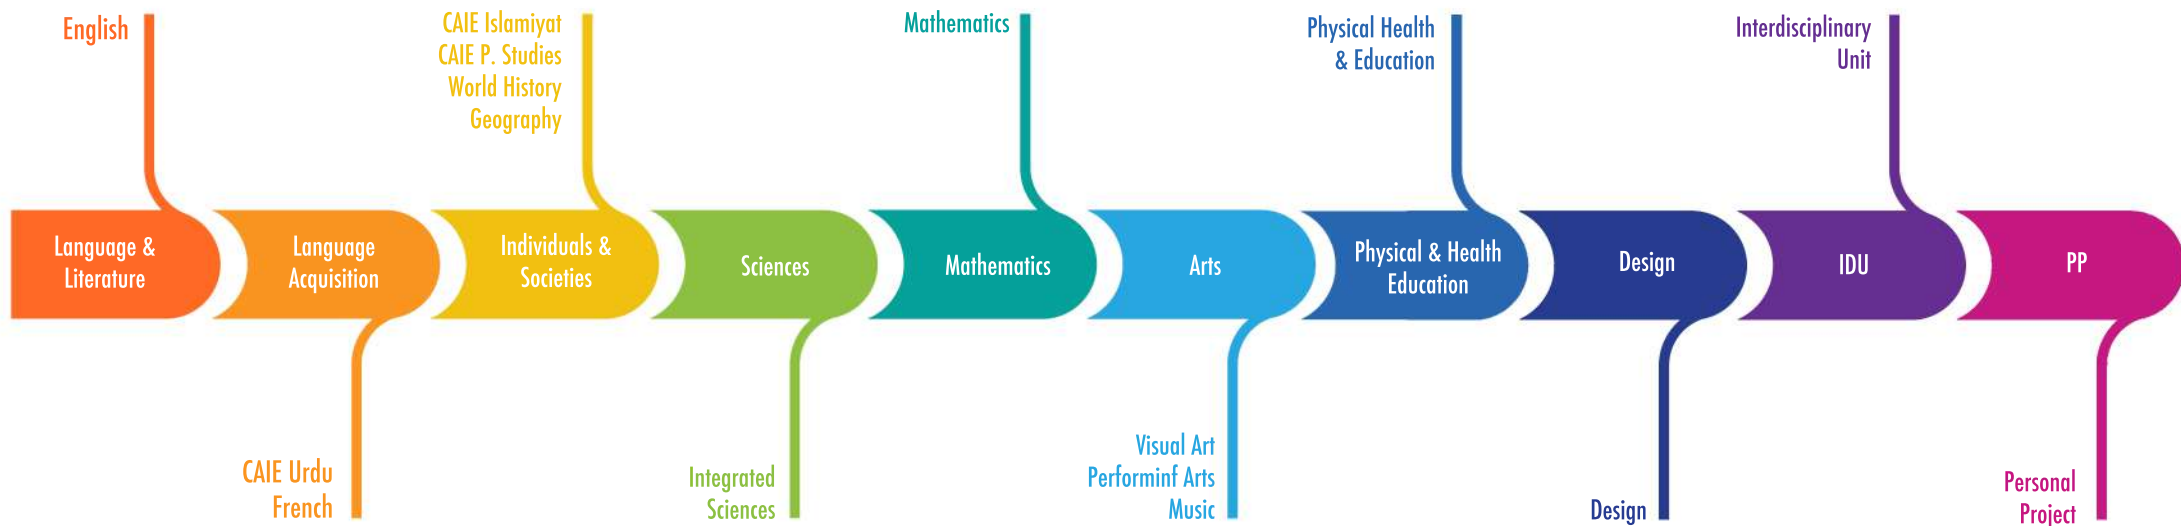 English
CAIE Islamiyat
CAIE P. Studies
World History
Geography
Mathematics
Physical Health
& Education
Interdisciplinary
Unit
Language &
Literature
Language
Acquisition
Individuals &
Societies
Sciences
Mathematics
Arts
Physical & Health
Education
Design
IDU
PP
CAIE Urdu
French
Integrated
Sciences
Visual Art
Performinf Arts
Music
Design
Personal
Project